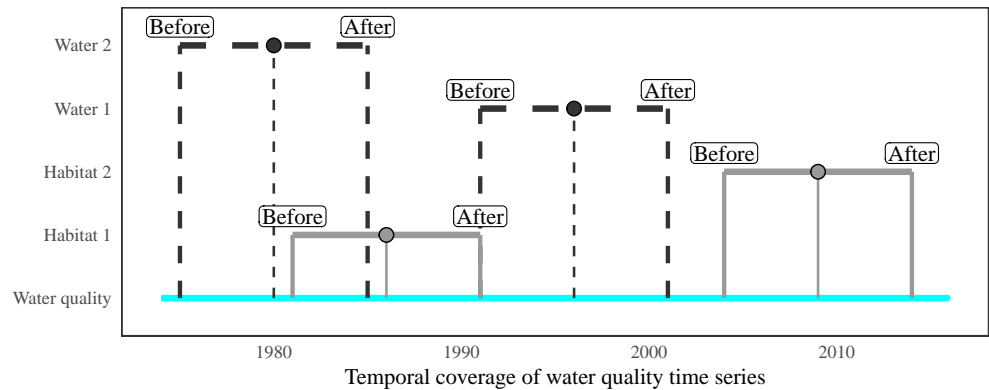 Before
After
Water 2
Before
After
Water 1
Before
After
Habitat 2
Before
After
Habitat 1
Water quality
1980
1990
2000
2010
Temporal coverage of water quality time series